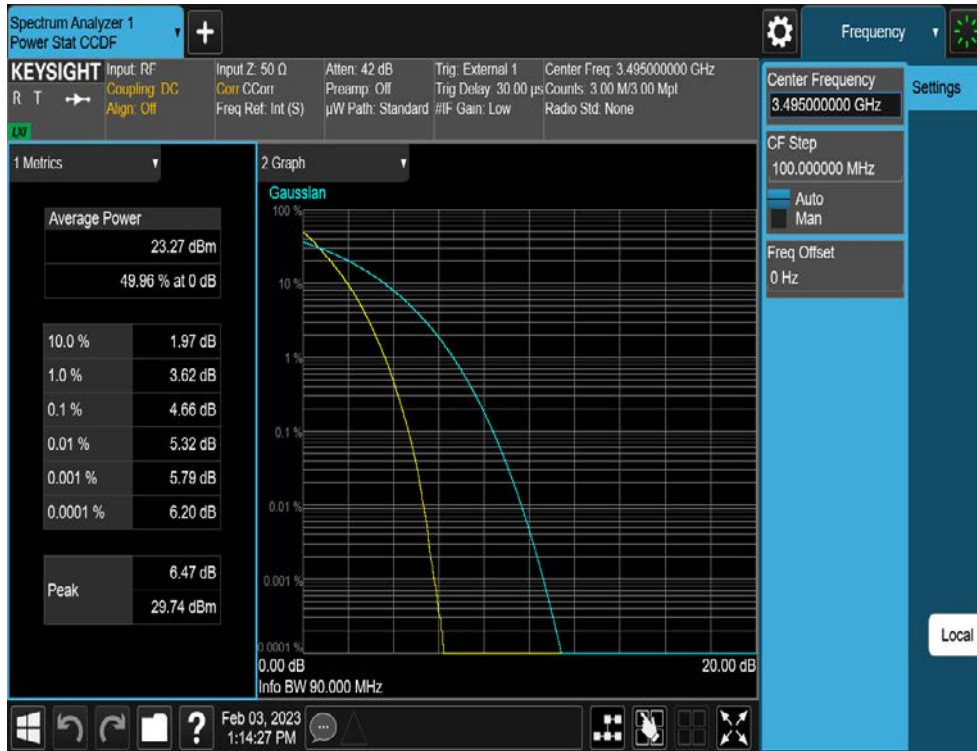 Spectrum Analyzer 1
Power Stat CCDF
+
Frequency
KEYSIGHT
R T
LXI
Input: RF
Coupling: DC
Align: Off
Input Z: 50 Ω
Corr CCorr
Freq Ref: Int (S)
Atten: 42 dB
Preamp: Off
µW Path: Standard
Trig: External 1
Trig Delay: 30.00 µs
#IF Gain: Low
Center Freq: 3.495000000 GHz
Counts: 3.00 M/3.00 Mpt
Radio Std: None
Center Frequency
3.495000000 GHz
Settings
CF Step
100.000000 MHz
Auto
Man
Freq Offset
0 Hz
Local
1 Metrics
Average Power
23.27 dBm
49.96 % at 0 dB
10.0 % 1.97 dB
1.0 % 3.62 dB
0.1 % 4.66 dB
0.01 % 5.32 dB
0.001 % 5.79 dB
0.0001 % 6.20 dB
Peak
6.47 dB
29.74 dBm
2 Graph
Gaussian
100 %
10 %
1 %
0.1 %
0.01 %
0.001 %
0.0001 %
0.00 dB 20.00 dB
Info BW 90.000 MHz
?
Feb 03, 2023
1:14:27 PM